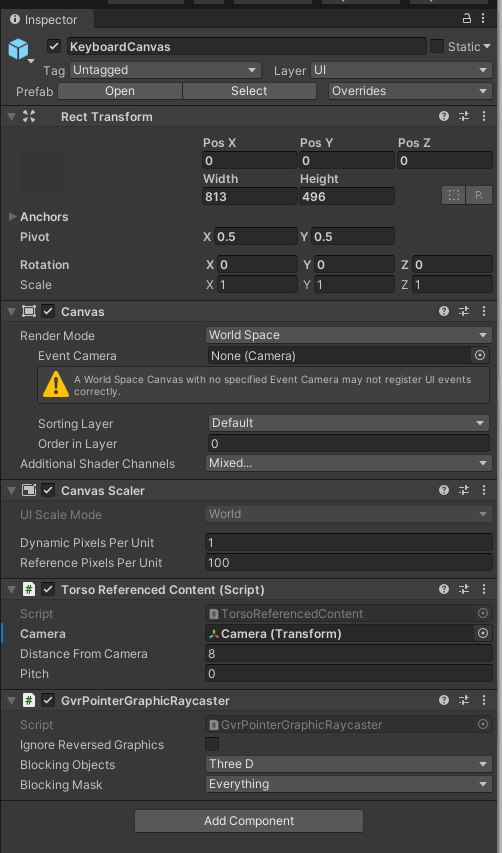 Inspector
KeyboardCanvas Static
Tag Untagged Layer UI
Prefab Open Select Overrides
Rect Transform
Pos X Pos Y Pos Z
0 0 0
Width Height
813 496
R
Anchors
Pivot X 0.5 Y 0.5
Rotation X 0 Y 0 Z 0
Scale X 1 Y 1 Z 1
Canvas
Render Mode World Space
Event Camera None (Camera)
A World Space Canvas with no specified Event Camera may not register UI events
correctly.
Sorting Layer Default
Order in Layer 0
Additional Shader Channels Mixed...
Canvas Scaler
UI Scale Mode World
Dynamic Pixels Per Unit 1
Reference Pixels Per Unit 100
# Torso Referenced Content (Script)
Script TorsoReferencedContent
Camera Camera (Transform)
Distance From Camera 8
Pitch 0
# GvrPointerGraphicRaycaster
Script GvrPointerGraphicRaycaster
Ignore Reversed Graphics
Blocking Objects Three D
Blocking Mask Everything
Add Component